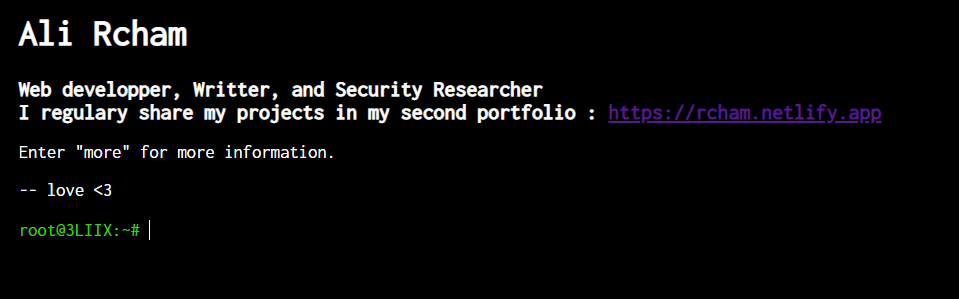 Ali Rcham
Web developper, Writter, and Security Researcher
I regulary share my projects in my second portfolio : https://rcham.netlify.app
Enter "more" for more information.
-- love <3
root@3LIIX:~#